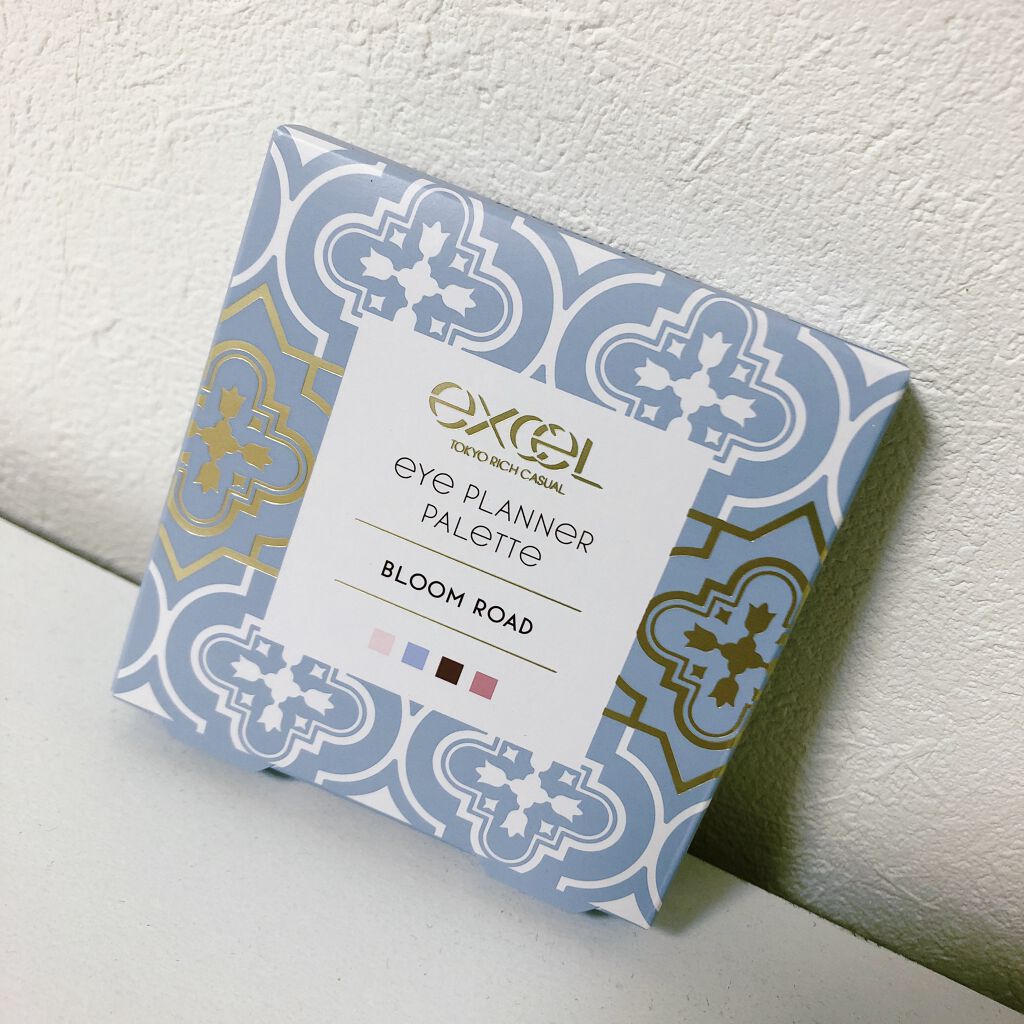 excel
TOKYO RICH CASUAL
eye PLANNer
PALette
BLOOM ROAD